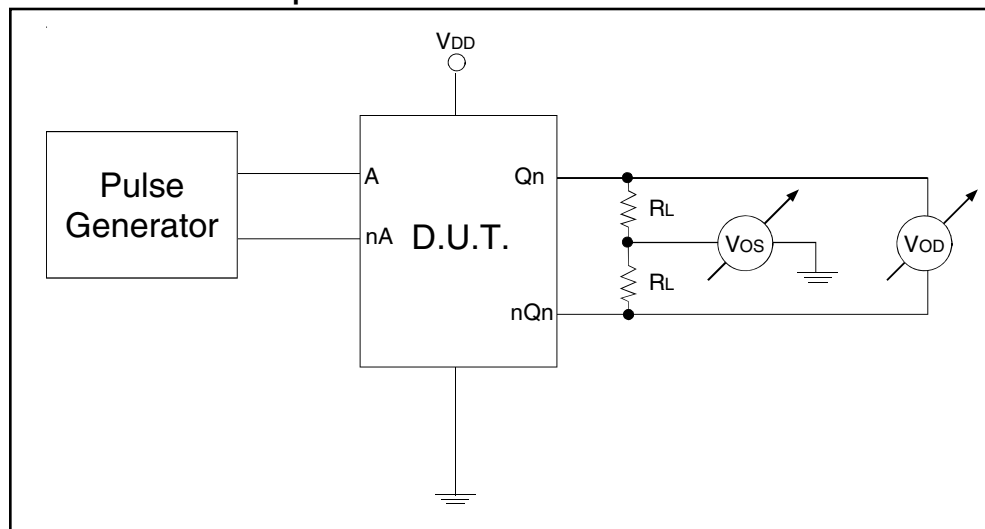 VDD
Pulse
Generator
A
nA
D.U.T.
Qn
nQn
RL
RL
VOS
VOD